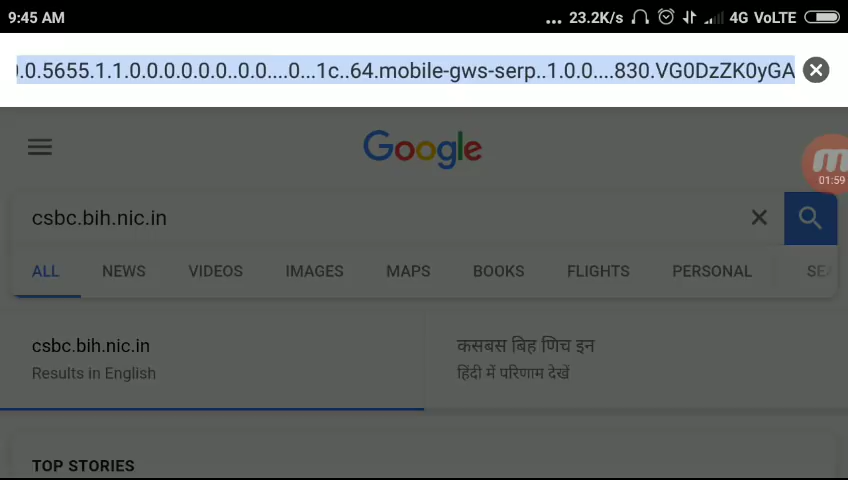 9:45 AM ... 23.2K/s 4G VoLTE
.0.5655.1.1.0.0.0.0.0.0..0.0....0...1c..64.mobile-gws-serp..1.0.0....830.VG0DzZK0yGA
Google
01:59
csbc.bih.nic.in
ALL NEWS VIDEOS IMAGES MAPS BOOKS FLIGHTS PERSONAL SEA
csbc.bih.nic.in
Results in English
कसबस बिह णिच इन
हिंदी में परिणाम देखें
TOP STORIES